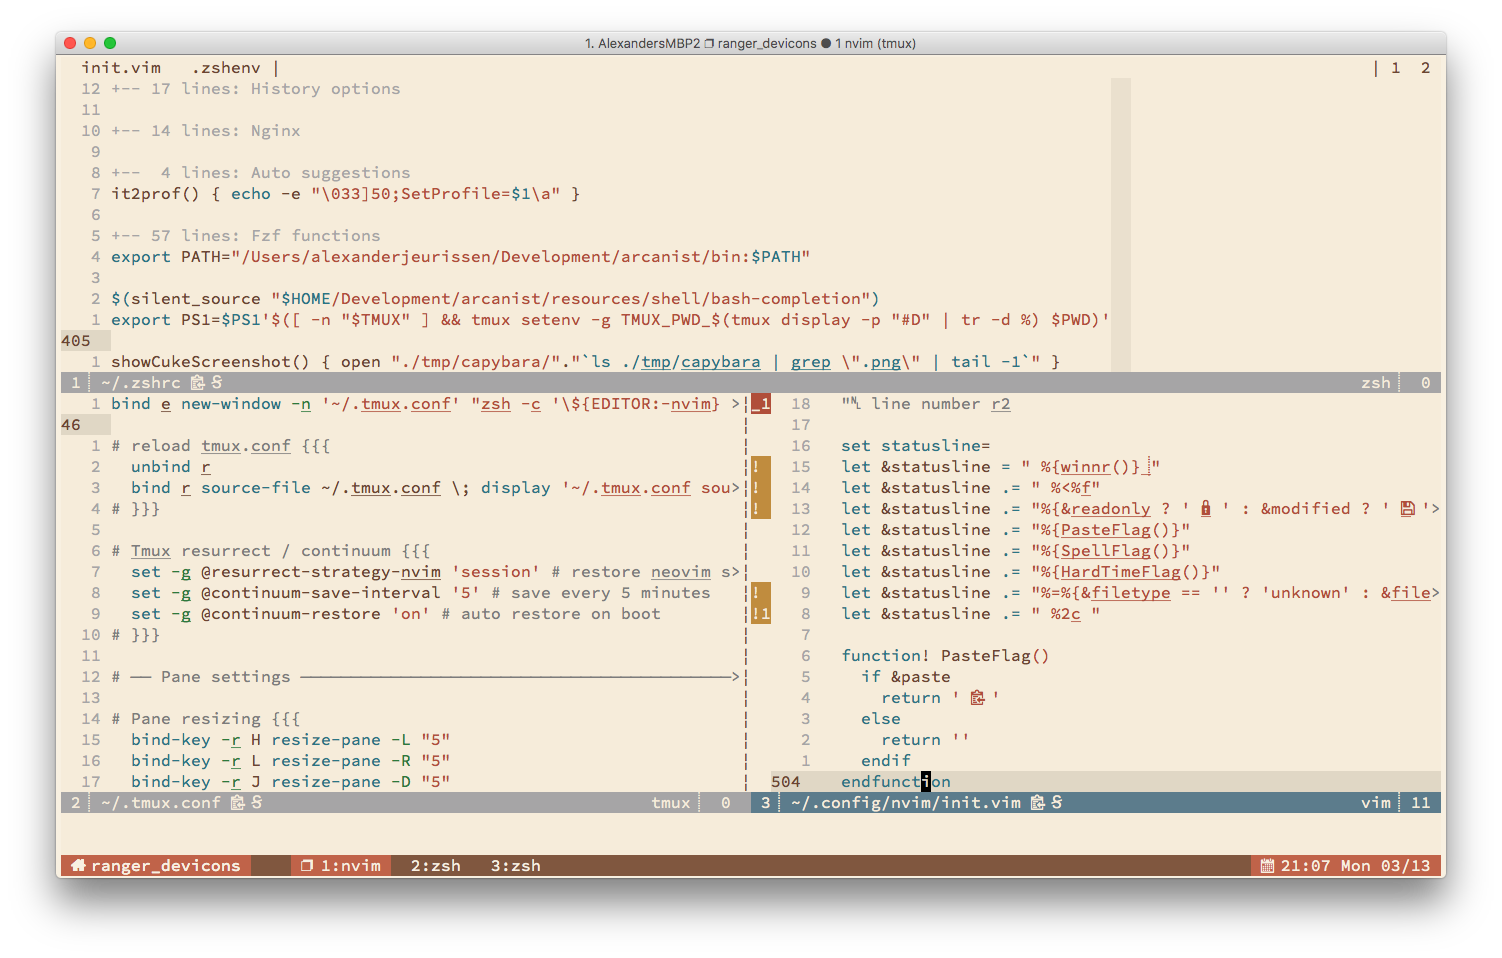 1. AlexandersMBP2 ❐ ranger_devicons ● 1 nvim (tmux)
init.vim   .zshenv |                | 1  2
12 +-- 17 lines: History options
11
10 +-- 14 lines: Nginx
9
8 +--  4 lines: Auto suggestions
7 it2prof() { echo -e "\033]50;SetProfile=$1\a" }
6
5 +-- 57 lines: Fzf functions
4 export PATH="/Users/alexanderjeurissen/Development/arcanist/bin:$PATH"
3
2 $(silent_source "$HOME/Development/arcanist/resources/shell/bash-completion")
1 export PS1=$PS1'$([ -n "$TMUX" ] && tmux setenv -g TMUX_PWD_$(tmux display -p "#D" | tr -d %) $PWD)'
405
1 showCukeScreenshot() { open "./tmp/capybara/"."`ls ./tmp/capybara | grep \".png\" | tail -1`" }
1 ~/.zshrc   zsh   0
1 bind e new-window -n '~/.tmux.conf' "zsh -c '\${EDITOR:-nvim} >
46
1 # reload tmux.conf {{{
2   unbind r
3   bind r source-file ~/.tmux.conf \; display '~/.tmux.conf sou>
4 # }}}
5
6 # Tmux resurrect / continuum {{{
7   set -g @resurrect-strategy-nvim 'session' # restore neovim s>
8   set -g @continuum-save-interval '5' # save every 5 minutes
9   set -g @continuum-restore 'on' # auto restore on boot
10 # }}}
11
12 # —— Pane settings ——————————————————————————————————————————>
13
14 # Pane resizing {{{
15   bind-key -r H resize-pane -L "5"
16   bind-key -r L resize-pane -R "5"
17   bind-key -r J resize-pane -D "5"
2 ~/.tmux.conf   tmux   0
_1 18   "␤ line number r2
17
16   set statusline=
! 15   let &statusline = " %{winnr()}┊"
! 14   let &statusline .= " %<%f"
! 13   let &statusline .= "%{&readonly ? '  ' : &modified ? '  '>
12   let &statusline .= "%{PasteFlag()}"
11   let &statusline .= "%{SpellFlag()}"
10   let &statusline .= "%{HardTimeFlag()}"
! 9   let &statusline .= "%=%{&filetype == '' ? 'unknown' : &file>
!1 8   let &statusline .= " %2c "
7
6   function! PasteFlag()
5     if &paste
4       return '  '
3     else
2       return ''
1     endif
504   endfunction
3 ~/.config/nvim/init.vim   vim   11
ranger_devicons   ❐ 1:nvim   2:zsh   3:zsh   21:07 Mon 03/13